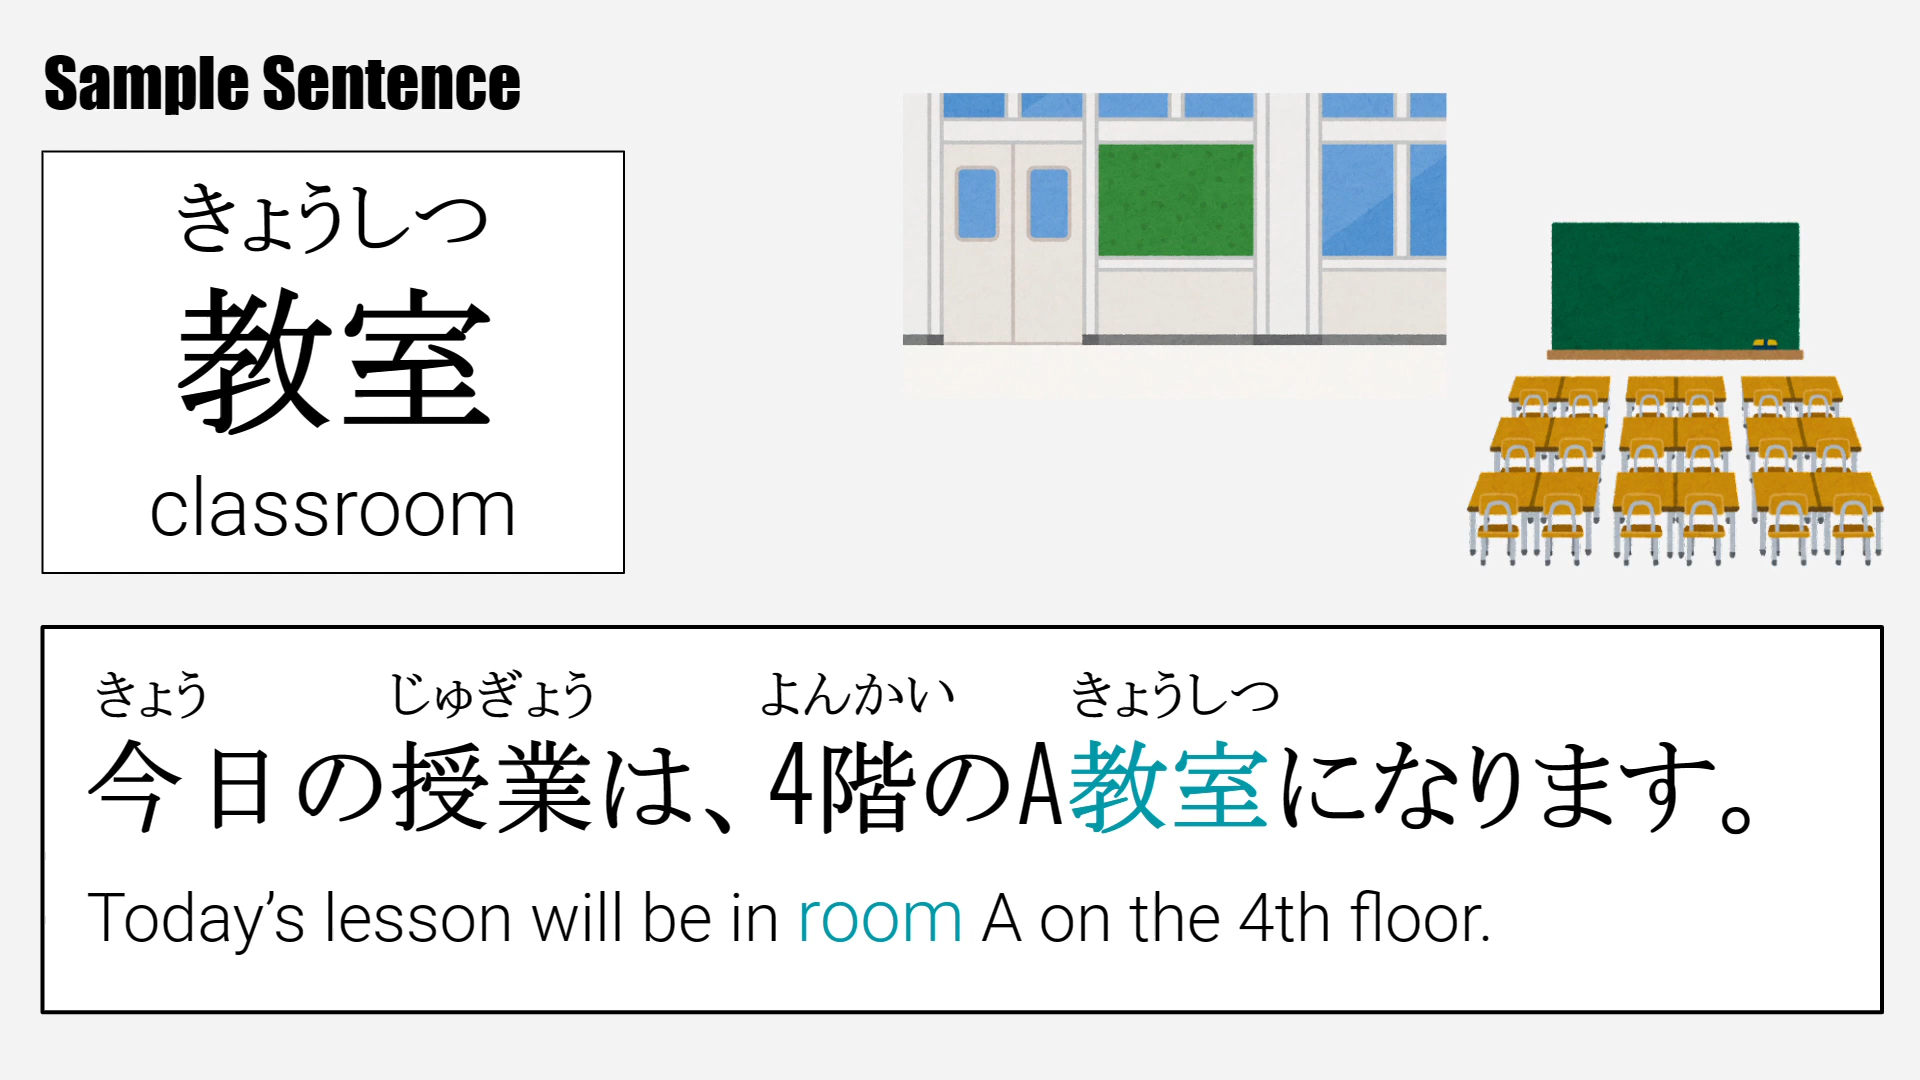 Sample Sentence
きょうしつ
教室
classroom
きょう じゅぎょう よんかい きょうしつ
今日の授業は、4階のA教室になります。
Today’s lesson will be in room A on the 4th floor.